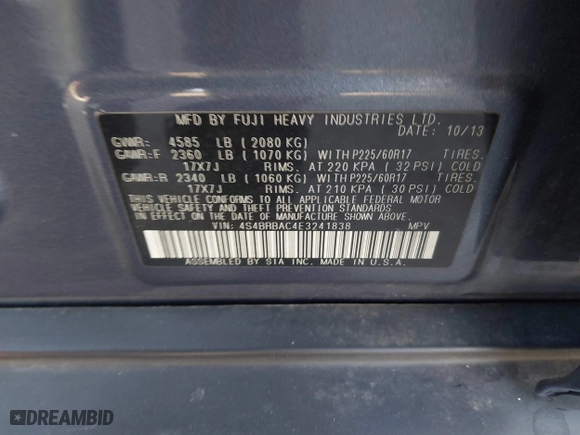 MFD BY FUJI HEAVY INDUSTRIES LTD.
DATE: 10/13
GVWR: 4585 LB ( 2080 KG)
GAWR:F 2360 LB ( 1070 KG) WITH P225/60R17 TIRES.
17X7J RIMS. AT 220 KPA ( 32 PSI) COLD
GAWR:R 2340 LB ( 1060 KG) WITH P225/60R17 TIRES.
17X7J RIMS. AT 210 KPA ( 30 PSI) COLD
THIS VEHICLE CONFORMS TO ALL APPLICABLE FEDERAL MOTOR
VEHICLE SAFETY AND THEFT PREVENTION STANDARDS IN EFFECT
ON THE DATE OF MANUFACTURE SHOWN ABOVE.
VIN: 4S4BRBAC4E3241838 MPV
ASSEMBLED BY SIA INC. MADE IN U.S.A.
DREAMBID